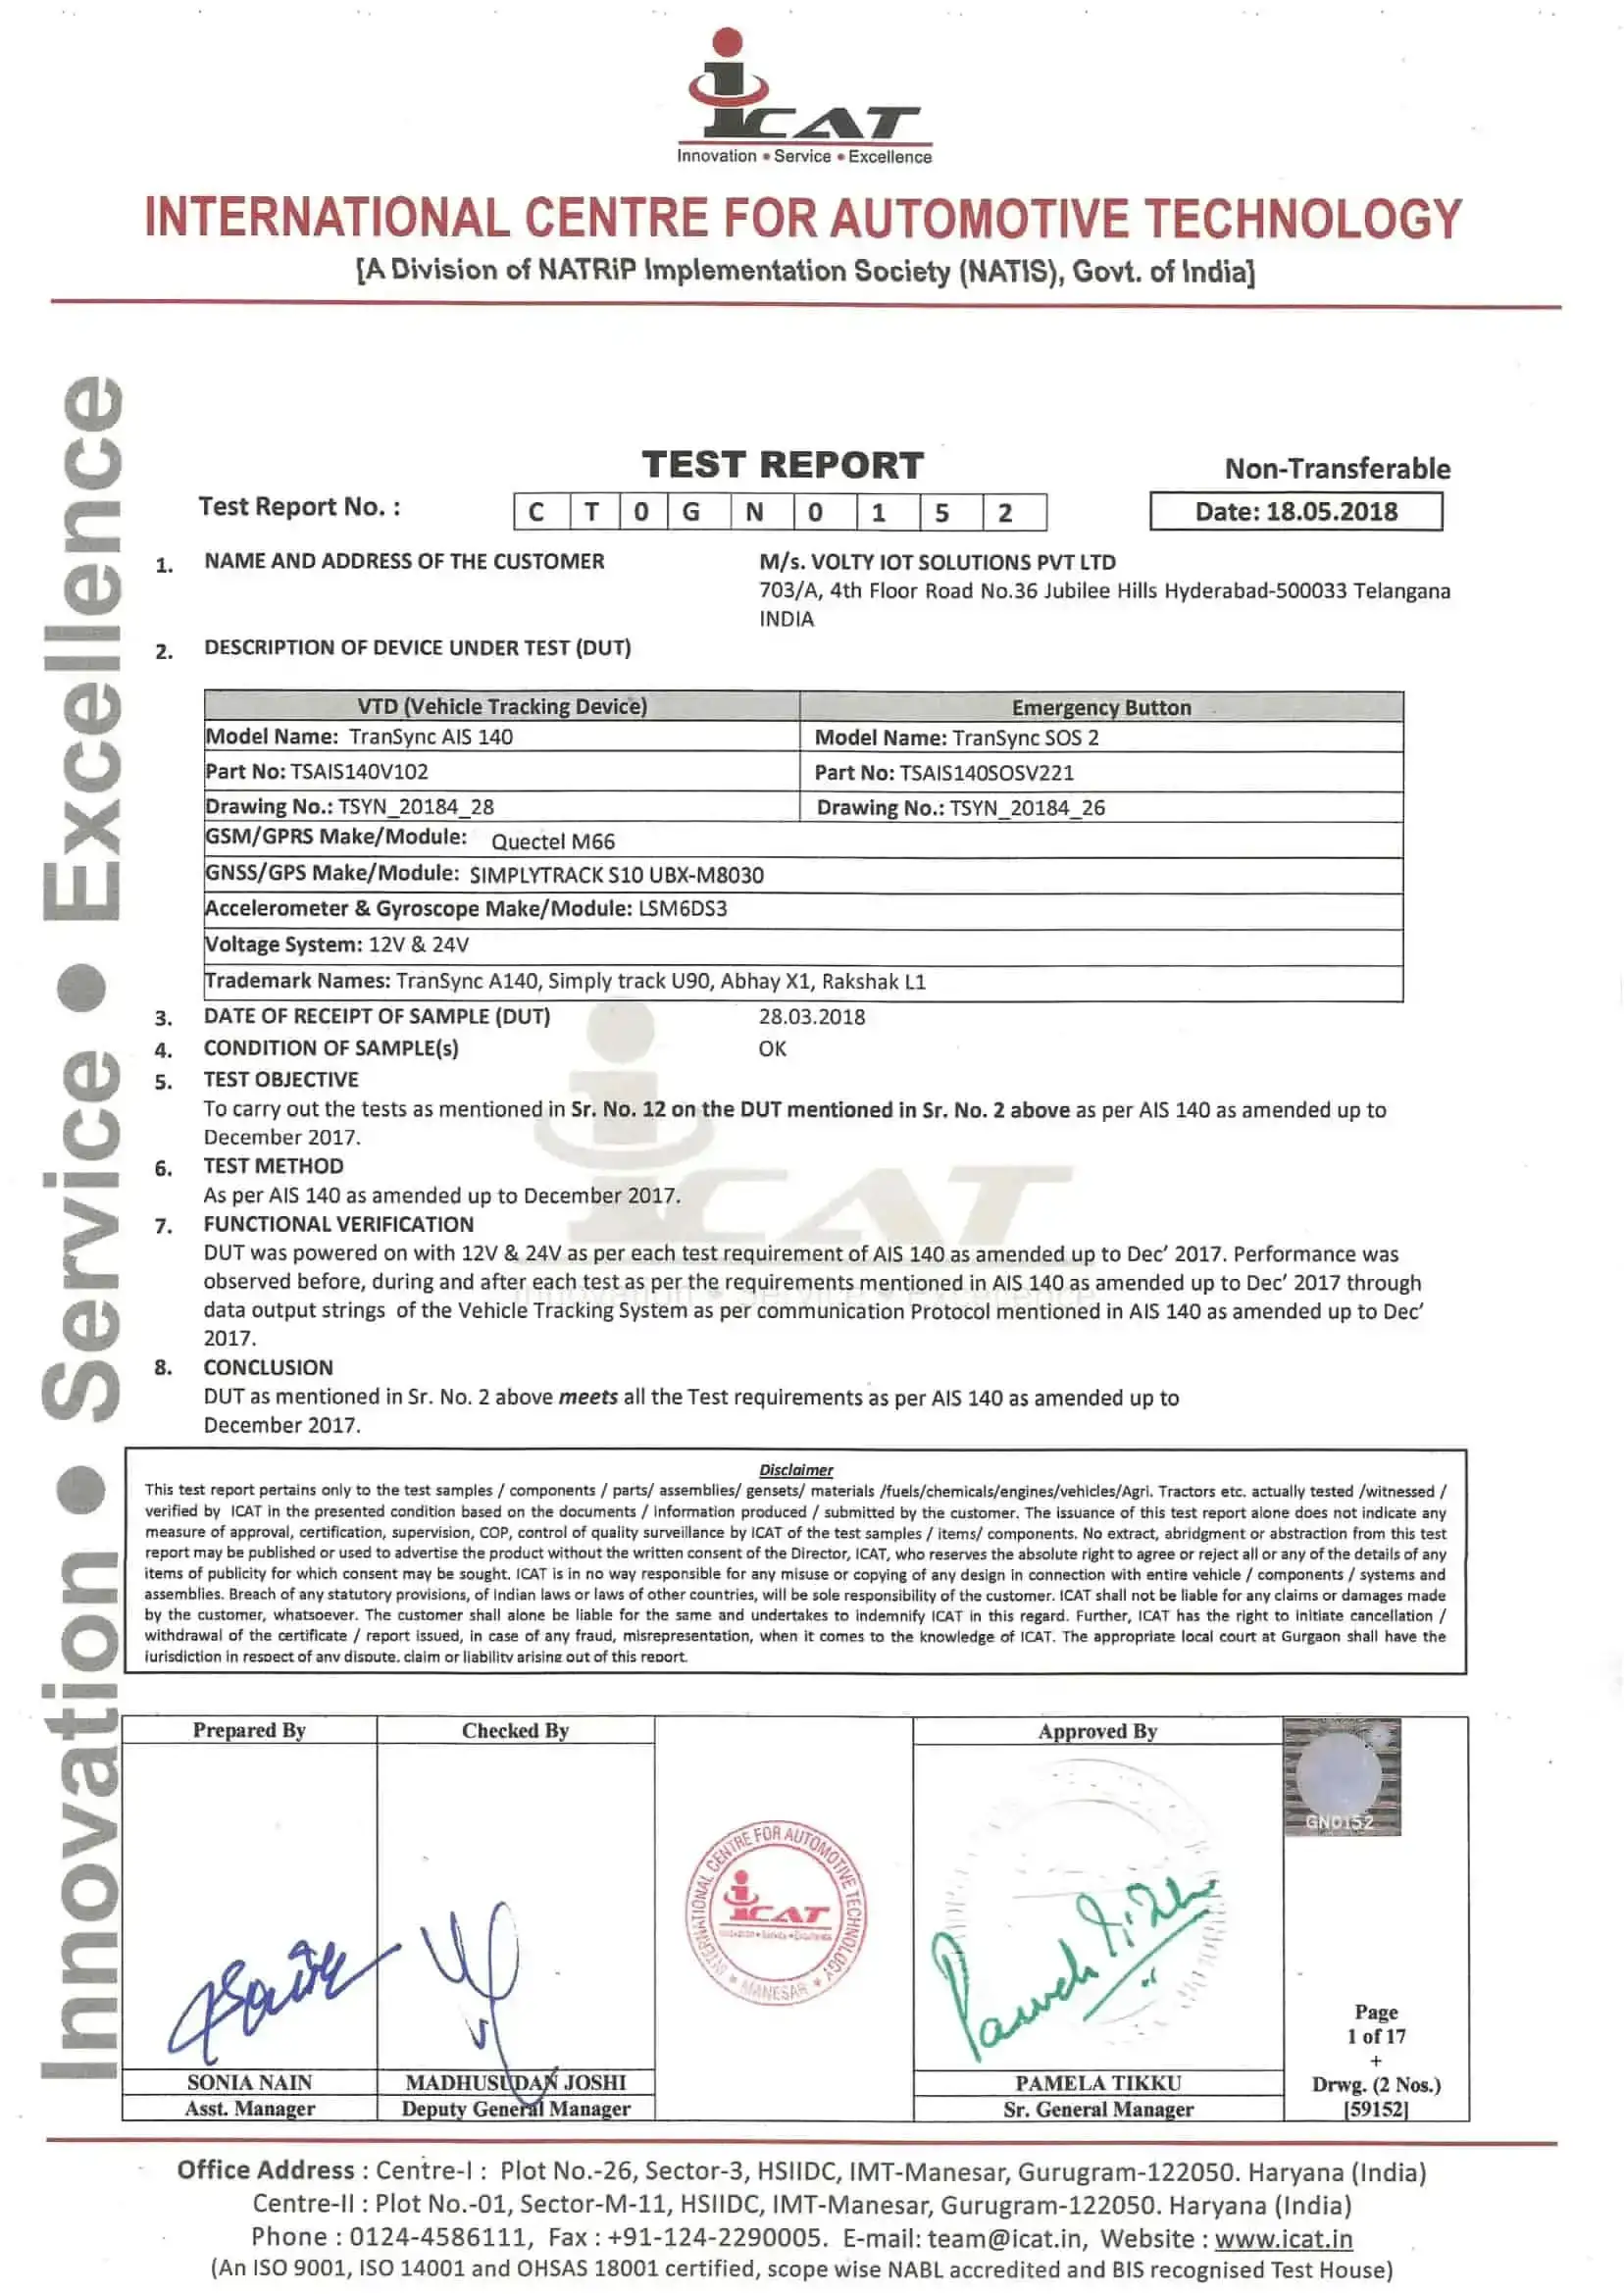 iCAT
Innovation • Service • Excellence
INTERNATIONAL CENTRE FOR AUTOMOTIVE TECHNOLOGY
[A Division of NATRiP Implementation Society (NATIS), Govt. of India]
Innovation • Service • Excellence
TEST REPORT
Non-Transferable
Test Report No. : C T 0 G N 0 1 5 2
Date: 18.05.2018
1. NAME AND ADDRESS OF THE CUSTOMER M/s. VOLTY IOT SOLUTIONS PVT LTD
703/A, 4th Floor Road No.36 Jubilee Hills Hyderabad-500033 Telangana
INDIA
2. DESCRIPTION OF DEVICE UNDER TEST (DUT)
VTD (Vehicle Tracking Device) Emergency Button
Model Name: TranSync AIS 140 Model Name: TranSync SOS 2
Part No: TSAIS140V102 Part No: TSAIS140SOSV221
Drawing No.: TSYN_20184_28 Drawing No.: TSYN_20184_26
GSM/GPRS Make/Module: Quectel M66
GNSS/GPS Make/Module: SIMPLYTRACK S10 UBX-M8030
Accelerometer & Gyroscope Make/Module: LSM6DS3
Voltage System: 12V & 24V
Trademark Names: TranSync A140, Simply track U90, Abhay X1, Rakshak L1
3. DATE OF RECEIPT OF SAMPLE (DUT) 28.03.2018
4. CONDITION OF SAMPLE(s) OK
5. TEST OBJECTIVE
To carry out the tests as mentioned in Sr. No. 12 on the DUT mentioned in Sr. No. 2 above as per AIS 140 as amended up to
December 2017.
6. TEST METHOD
As per AIS 140 as amended up to December 2017.
7. FUNCTIONAL VERIFICATION
DUT was powered on with 12V & 24V as per each test requirement of AIS 140 as amended up to Dec' 2017. Performance was
observed before, during and after each test as per the requirements mentioned in AIS 140 as amended up to Dec' 2017 through
data output strings of the Vehicle Tracking System as per communication Protocol mentioned in AIS 140 as amended up to Dec'
2017.
8. CONCLUSION
DUT as mentioned in Sr. No. 2 above meets all the Test requirements as per AIS 140 as amended up to
December 2017.
iCAT
Innovation • Service • Excellence
Disclaimer
This test report pertains only to the test samples / components / parts/ assemblies/ gensets/ materials /fuels/chemicals/engines/vehicles/Agri. Tractors etc. actually tested /witnessed /
verified by ICAT in the presented condition based on the documents / information produced / submitted by the customer. The issuance of this test report alone does not indicate any
measure of approval, certification, supervision, COP, control of quality surveillance by ICAT of the test samples / items/ components. No extract, abridgment or abstraction from this test
report may be published or used to advertise the product without the written consent of the Director, ICAT, who reserves the absolute right to agree or reject all or any of the details of any
items of publicity for which consent may be sought. ICAT is in no way responsible for any misuse or copying of any design in connection with entire vehicle / components / systems and
assemblies. Breach of any statutory provisions, of Indian laws or laws of other countries, will be sole responsibility of the customer. ICAT shall not be liable for any claims or damages made
by the customer, whatsoever. The customer shall alone be liable for the same and undertakes to indemnify ICAT in this regard. Further, ICAT has the right to initiate cancellation /
withdrawal of the certificate / report issued, in case of any fraud, misrepresentation, when it comes to the knowledge of ICAT. The appropriate local court at Gurgaon shall have the
jurisdiction in respect of any dispute, claim or liability arising out of this report.
Prepared By Checked By Approved By
GN0152
INTERNATIONAL CENTRE FOR AUTOMOTIVE TECHNOLOGY
iCAT
Innovation • Service • Excellence
* MANESAR *
Page
1 of 17
+
Drwg. (2 Nos.)
[59152]
SONIA NAIN MADHUSUDAN JOSHI PAMELA TIKKU
Asst. Manager Deputy General Manager Sr. General Manager
Office Address : Centre-I : Plot No.-26, Sector-3, HSIIDC, IMT-Manesar, Gurugram-122050. Haryana (India)
Centre-II : Plot No.-01, Sector-M-11, HSIIDC, IMT-Manesar, Gurugram-122050. Haryana (India)
Phone : 0124-4586111, Fax : +91-124-2290005. E-mail: team@icat.in, Website : www.icat.in
(An ISO 9001, ISO 14001 and OHSAS 18001 certified, scope wise NABL accredited and BIS recognised Test House)